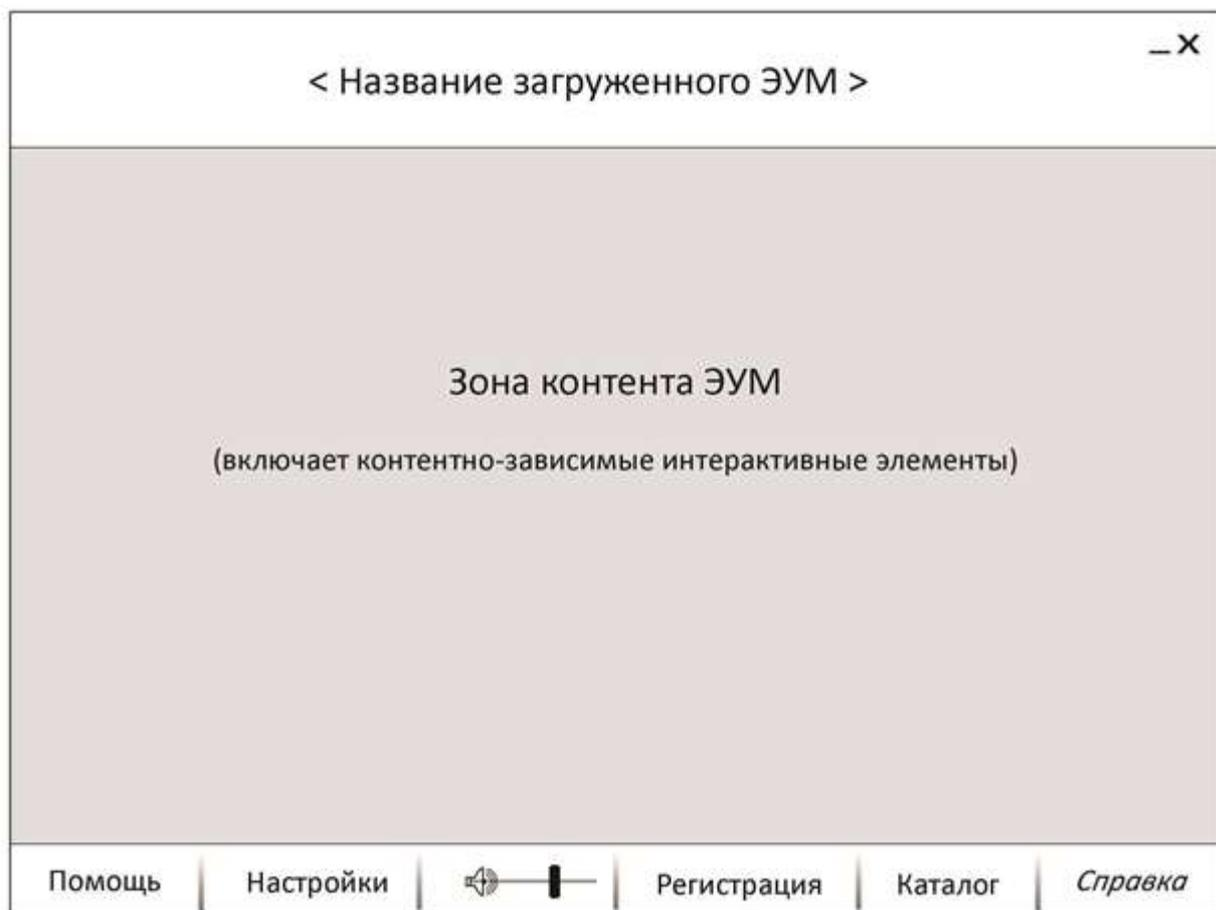 < Название загруженного ЭУМ >
Зона контента ЭУМ
(включает контентно-зависимые интерактивные элементы)
Помощь Настройки Регистрация Каталог Справка